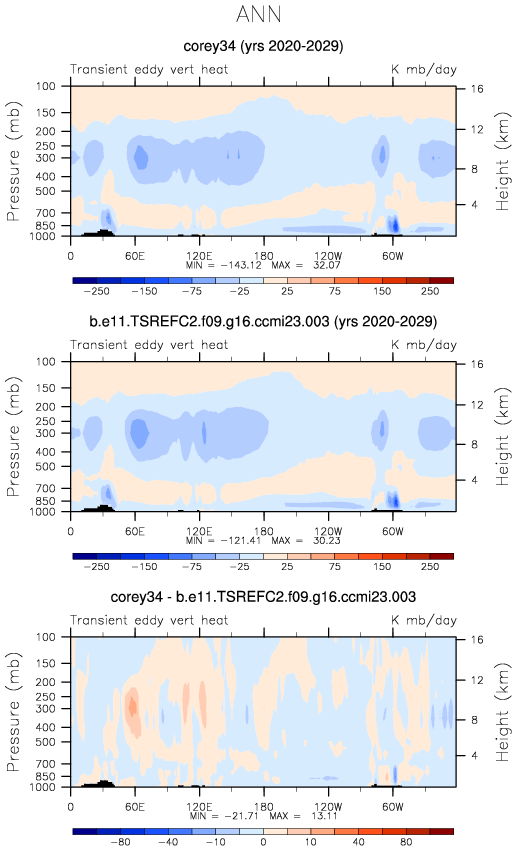 ANN
corey34 (yrs 2020-2029)
Transient eddy vert heat K mb/day
Pressure (mb)
100
200
250
300
400
500
700
850
1000
16
12
8
4
Height (km)
0 60E 120E 180 120W 60W
MIN = -143.12 MAX = 32.07
-250 -150 -75 -25 25 75 150 250
b.e11.TSREFC2.f09.g16.ccmi23.003 (yrs 2020-2029)
Transient eddy vert heat K mb/day
Pressure (mb)
100
200
250
300
400
500
700
850
1000
16
12
8
4
Height (km)
0 60E 120E 180 120W 60W
MIN = -121.41 MAX = 30.23
-250 -150 -75 -25 25 75 150 250
corey34 - b.e11.TSREFC2.f09.g16.ccmi23.003
Transient eddy vert heat K mb/day
Pressure (mb)
100
200
250
300
400
500
700
850
1000
16
12
8
4
Height (km)
0 60E 120E 180 120W 60W
MIN = -21.71 MAX = 13.11
-80 -40 -10 0 10 40 80